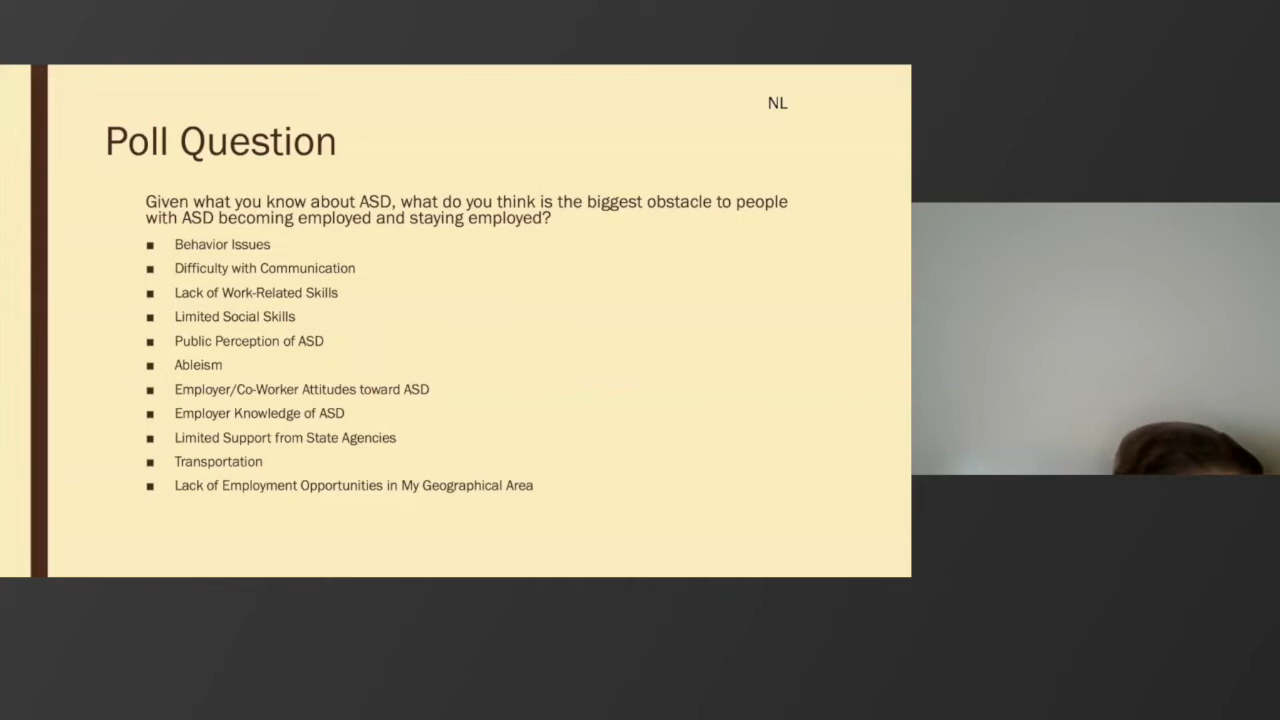 NL
Poll Question
Given what you know about ASD, what do you think is the biggest obstacle to people
with ASD becoming employed and staying employed?
■ Behavior Issues
■ Difficulty with Communication
■ Lack of Work-Related Skills
■ Limited Social Skills
■ Public Perception of ASD
■ Ableism
■ Employer/Co-Worker Attitudes toward ASD
■ Employer Knowledge of ASD
■ Limited Support from State Agencies
■ Transportation
■ Lack of Employment Opportunities in My Geographical Area